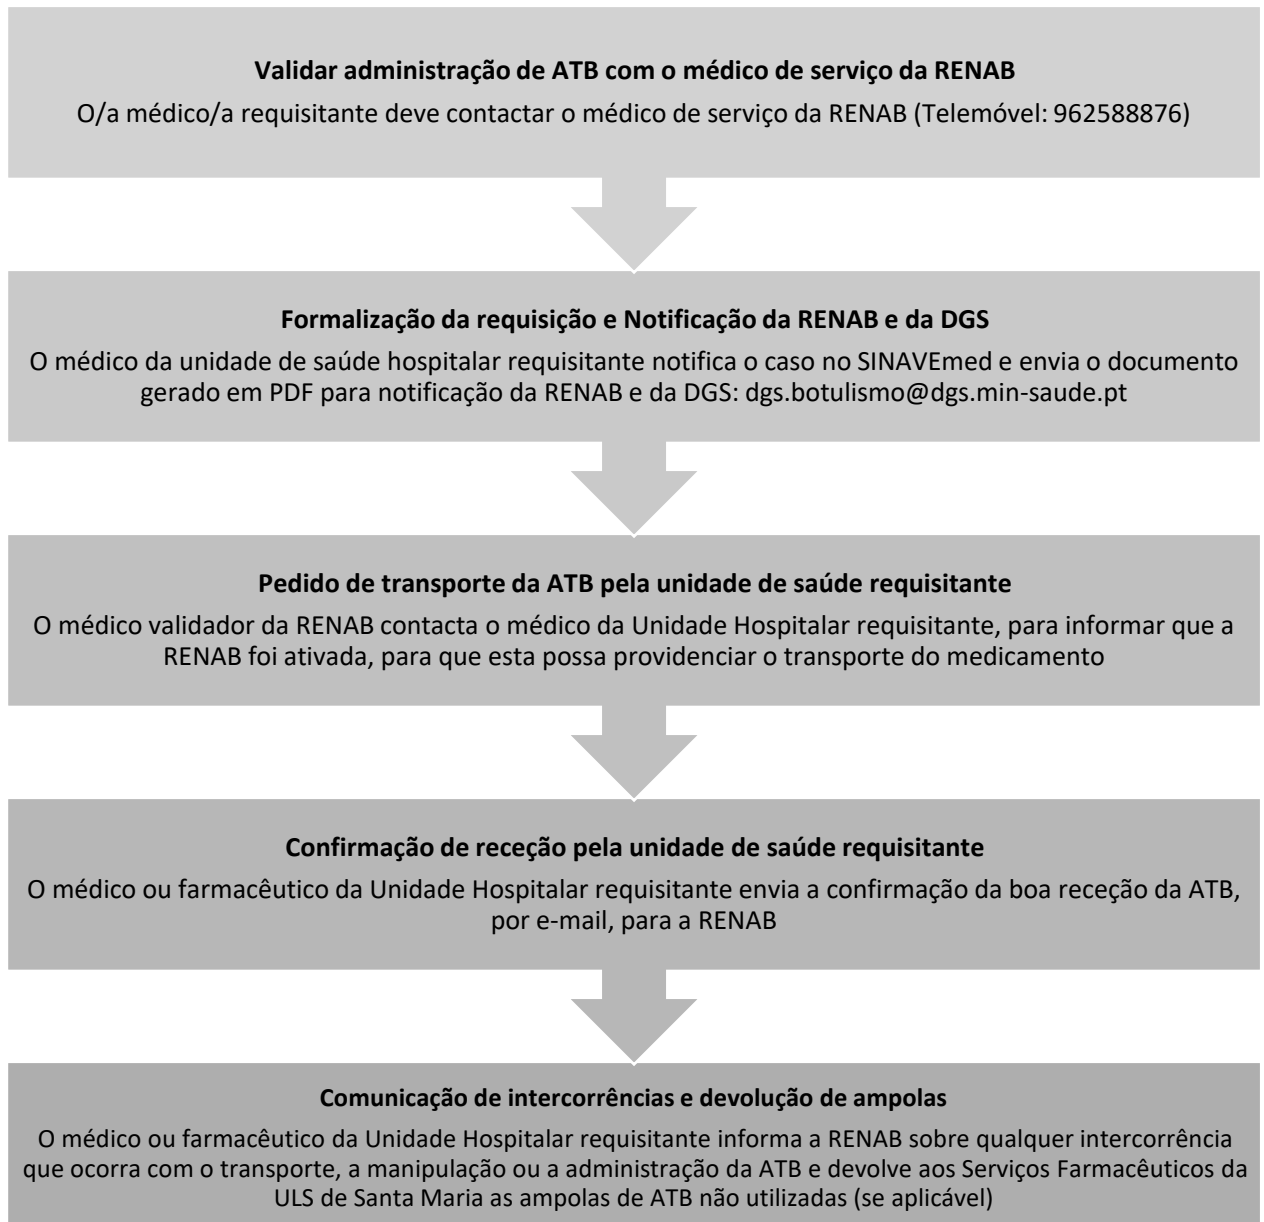 Validar administração de ATB com o médico de serviço da RENAB
O/a médico/a requisitante deve contactar o médico de serviço da RENAB (Telemóvel: 962588876)
Formalização da requisição e Notificação da RENAB e da DGS
O médico da unidade de saúde hospitalar requisitante notifica o caso no SINAVEmed e envia o documento
gerado em PDF para notificação da RENAB e da DGS: dgs.botulismo@dgs.min-saude.pt
Pedido de transporte da ATB pela unidade de saúde requisitante
O médico validador da RENAB contacta o médico da Unidade Hospitalar requisitante, para informar que a
RENAB foi ativada, para que esta possa providenciar o transporte do medicamento
Confirmação de receção pela unidade de saúde requisitante
O médico ou farmacêutico da Unidade Hospitalar requisitante envia a confirmação da boa receção da ATB,
por e-mail, para a RENAB
Comunicação de intercorrências e devolução de ampolas
O médico ou farmacêutico da Unidade Hospitalar requisitante informa a RENAB sobre qualquer intercorrência
que ocorra com o transporte, a manipulação ou a administração da ATB e devolve aos Serviços Farmacêuticos da
ULS de Santa Maria as ampolas de ATB não utilizadas (se aplicável)